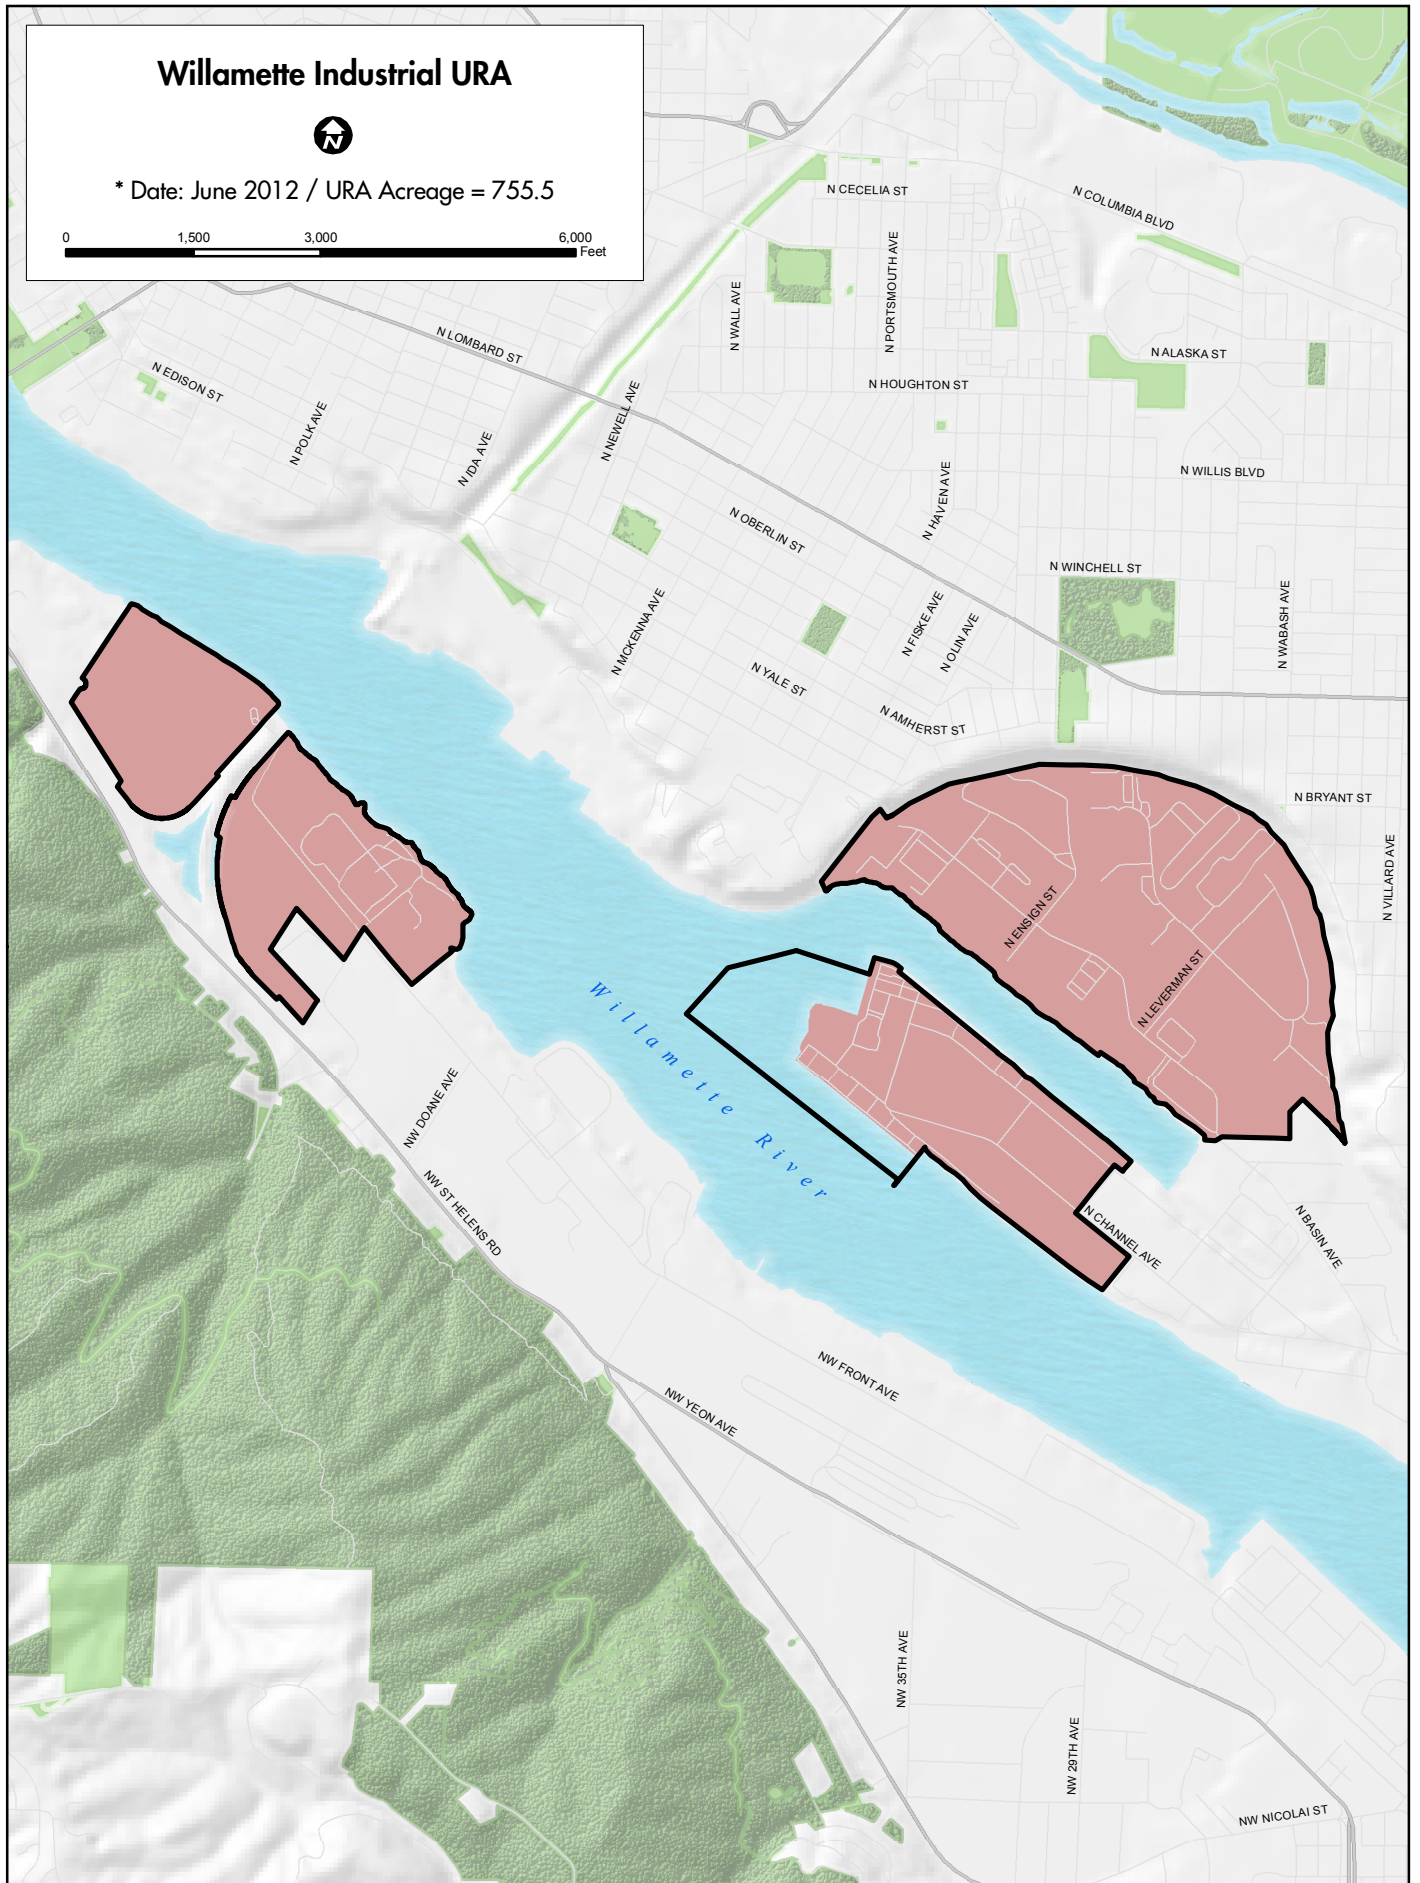 Willamette Industrial URA
N
* Date: June 2012 / URA Acreage = 755.5
0 1,500 3,000 6,000
Feet
N CECELIA ST
N COLUMBIA BLVD
N PORTSMOUTH AVE
N WALL AVE
N LOMBARD ST
N ALASKA ST
N EDISON ST
N HOUGHTON ST
N POLK AVE
N NEWELL AVE
N IDA AVE
N WILLIS BLVD
N HAVEN AVE
N OBERLIN ST
N WINCHELL ST
N WABASH AVE
N MCKENNA AVE
N FISKE AVE
N OLIN AVE
N YALE ST
N AMHERST ST
N BRYANT ST
N VILLARD AVE
N ENSIGN ST
N LEVERMAN ST
Willamette River
NW DOANE AVE
NW ST HELENS RD
N CHANNEL AVE
N BASIN AVE
NW FRONT AVE
NW YEON AVE
NW 35TH AVE
NW 29TH AVE
NW NICOLAI ST